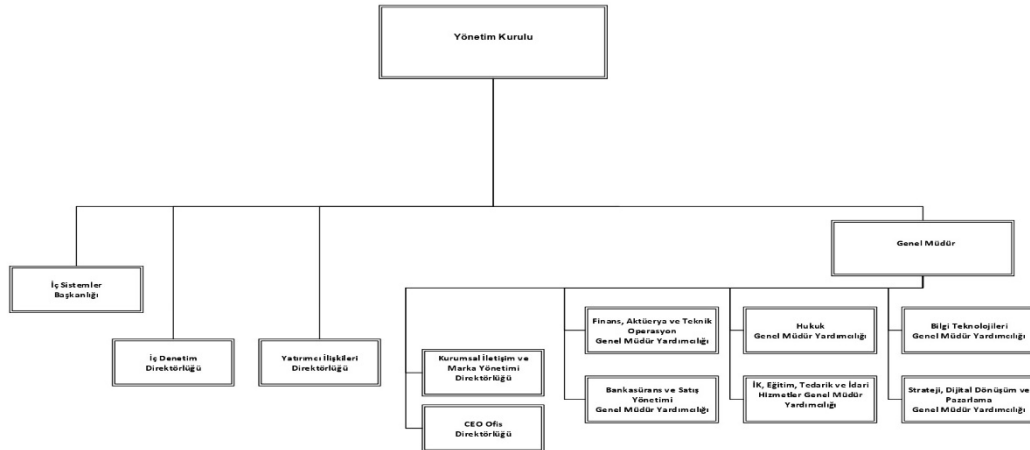 Yönetim Kurulu
Genel Müdür
İç Sistemler
Başkanlığı
İç Denetim
Direktörlüğü
Yatırımcı İlişkileri
Direktörlüğü
Kurumsal İletişim ve
Marka Yönetimi
Direktörlüğü
CEO Ofis
Direktörlüğü
Finans, Aktüerya ve Teknik
Operasyon
Genel Müdür Yardımcılığı
Bankasürans ve Satış
Yönetimi
Genel Müdür Yardımcılığı
Hukuk
Genel Müdür Yardımcılığı
İK, Eğitim, Tedarik ve İdari
Hizmetler Genel Müdür
Yardımcılığı
Bilgi Teknolojileri
Genel Müdür Yardımcılığı
Strateji, Dijital Dönüşüm ve
Pazarlama
Genel Müdür Yardımcılığı